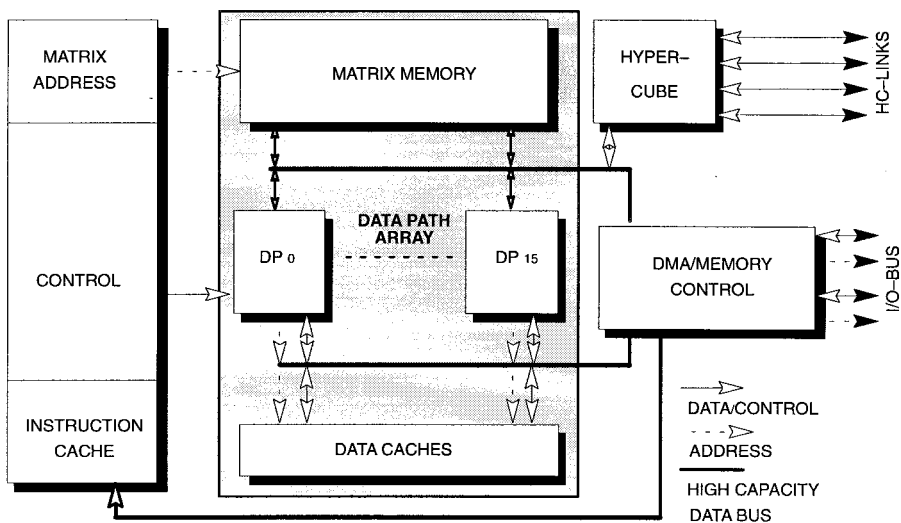 MATRIX
ADDRESS
CONTROL
INSTRUCTION
CACHE
MATRIX MEMORY
DATA PATH
ARRAY
DP 0
DP 15
DATA CACHES
HYPER–
CUBE
HC–LINKS
DMA/MEMORY
CONTROL
I/O–BUS
DATA/CONTROL
ADDRESS
HIGH CAPACITY
DATA BUS